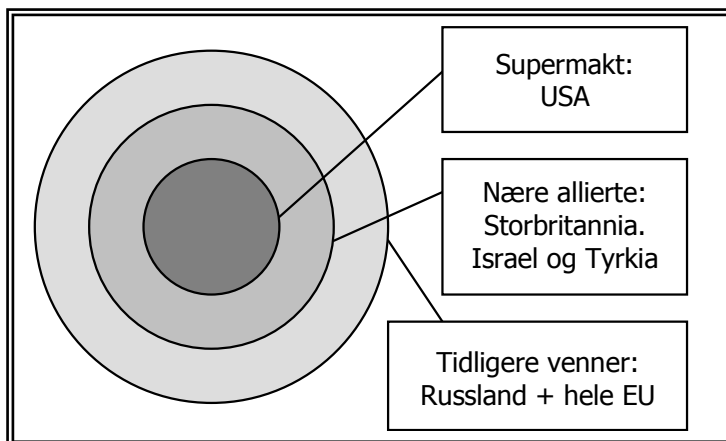 Supermakt:
USA
Nære allierte:
Storbritannia.
Israel og Tyrkia
Tidligere venner:
Russland + hele EU